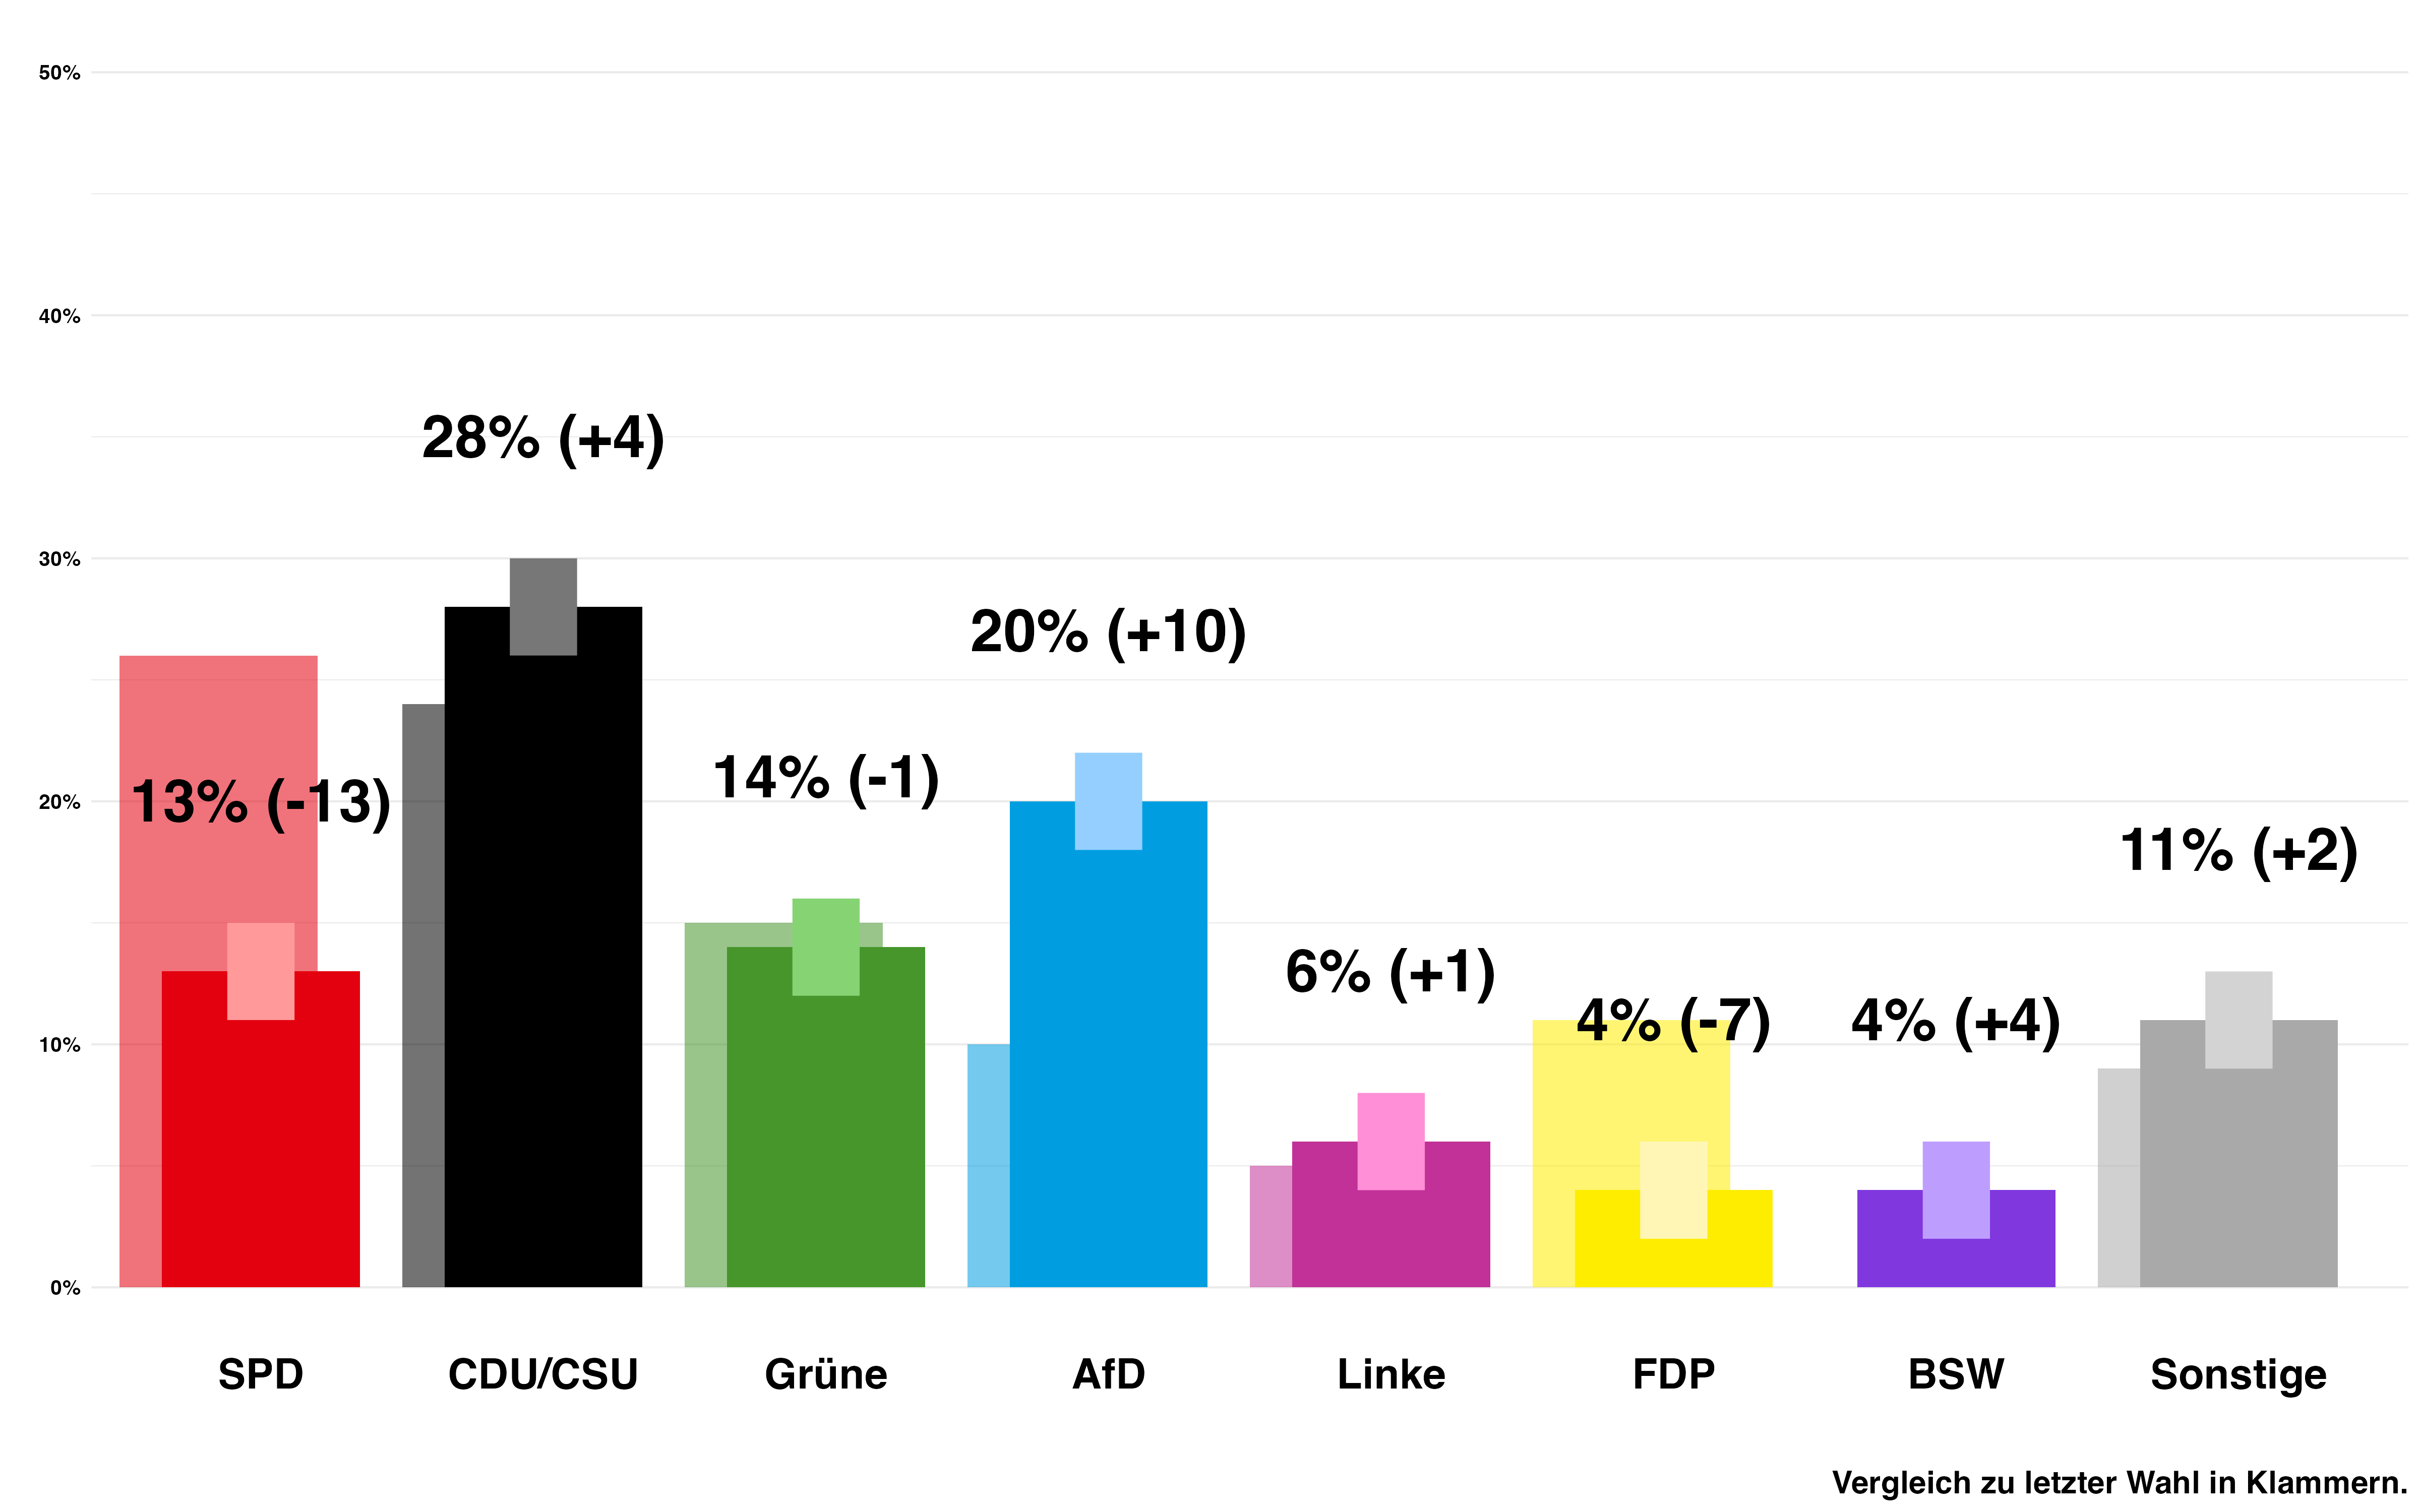 50%
40%
30%
20%
10%
0%
28% (+4)
20% (+10)
14% (-1)
13% (-13)
11% (+2)
6% (+1)
4% (-7)
4% (+4)
SPD
CDU/CSU
Grüne
AfD
Linke
FDP
BSW
Sonstige
Vergleich zu letzter Wahl in Klammern.